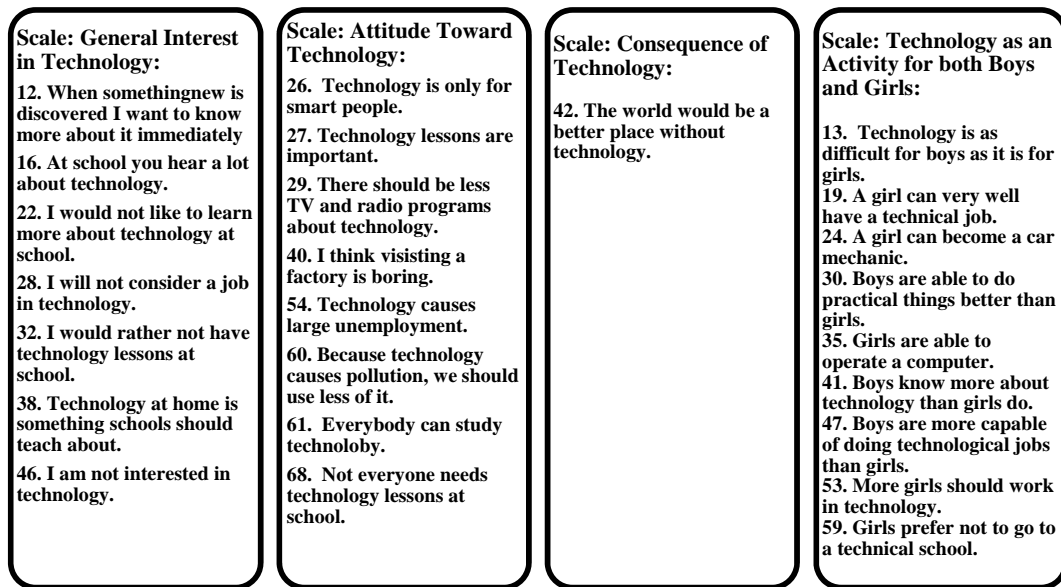 Scale: General Interest
in Technology:
12. When somethingnew is
discovered I want to know
more about it immediately
16. At school you hear a lot
about technology.
22. I would not like to learn
more about technology at
school.
28. I will not consider a job
in technology.
32. I would rather not have
technology lessons at
school.
38. Technology at home is
something schools should
teach about.
46. I am not interested in
technology.
Scale: Attitude Toward
Technology:
26.  Technology is only for
smart people.
27. Technology lessons are
important.
29. There should be less
TV and radio programs
about technology.
40. I think visisting a
factory is boring.
54. Technology causes
large unemployment.
60. Because technology
causes pollution, we should
use less of it.
61.  Everybody can study
technoloby.
68.  Not everyone needs
technology lessons at
school.
Scale: Consequence of
Technology:
42. The world would be a
better place without
technology.
Scale: Technology as an
Activity for both Boys
and Girls:
13.  Technology is as
difficult for boys as it is for
girls.
19. A girl can very well
have a technical job.
24. A girl can become a car
mechanic.
30. Boys are able to do
practical things better than
girls.
35. Girls are able to
operate a computer.
41. Boys know more about
technology than girls do.
47. Boys are more capable
of doing technological jobs
than girls.
53. More girls should work
in technology.
59. Girls prefer not to go to
a technical school.